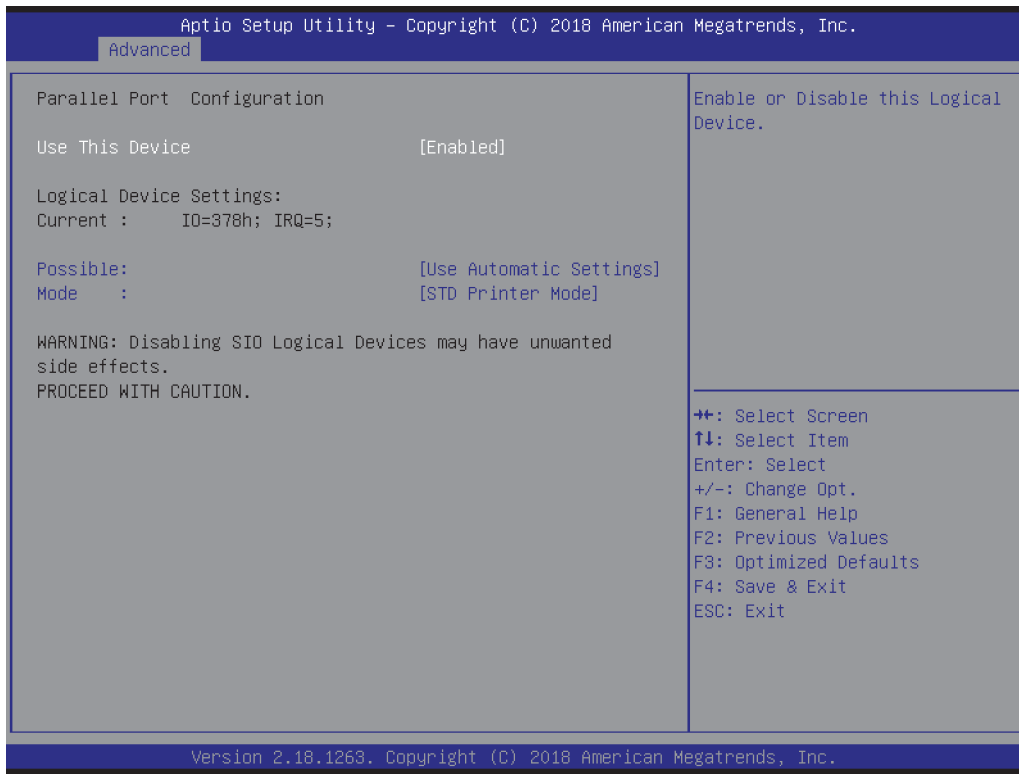 Aptio Setup Utility – Copyright (C) 2018 American Megatrends, Inc.
Advanced
Parallel Port Configuration
Use This Device [Enabled]
Logical Device Settings:
Current : IO=378h; IRQ=5;
Possible: [Use Automatic Settings]
Mode : [STD Printer Mode]
WARNING: Disabling SIO Logical Devices may have unwanted
side effects.
PROCEED WITH CAUTION.
Enable or Disable this Logical
Device.
→←: Select Screen
↑↓: Select Item
Enter: Select
+/-: Change Opt.
F1: General Help
F2: Previous Values
F3: Optimized Defaults
F4: Save & Exit
ESC: Exit
Version 2.18.1263. Copyright (C) 2018 American Megatrends, Inc.